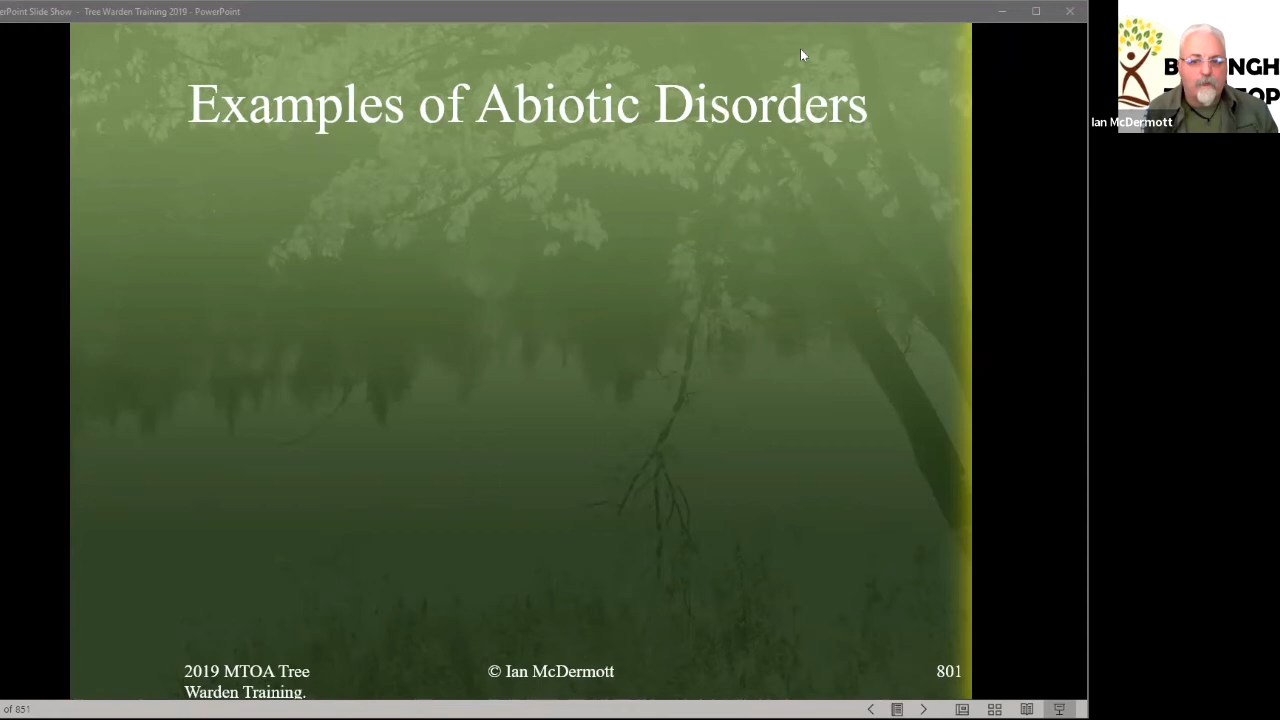 erPoint Slide Show - Tree Warden Training 2019 - PowerPoint
Examples of Abiotic Disorders
Ian McDermott
2019 MTOA Tree
Warden Training.
© Ian McDermott
801
of 851